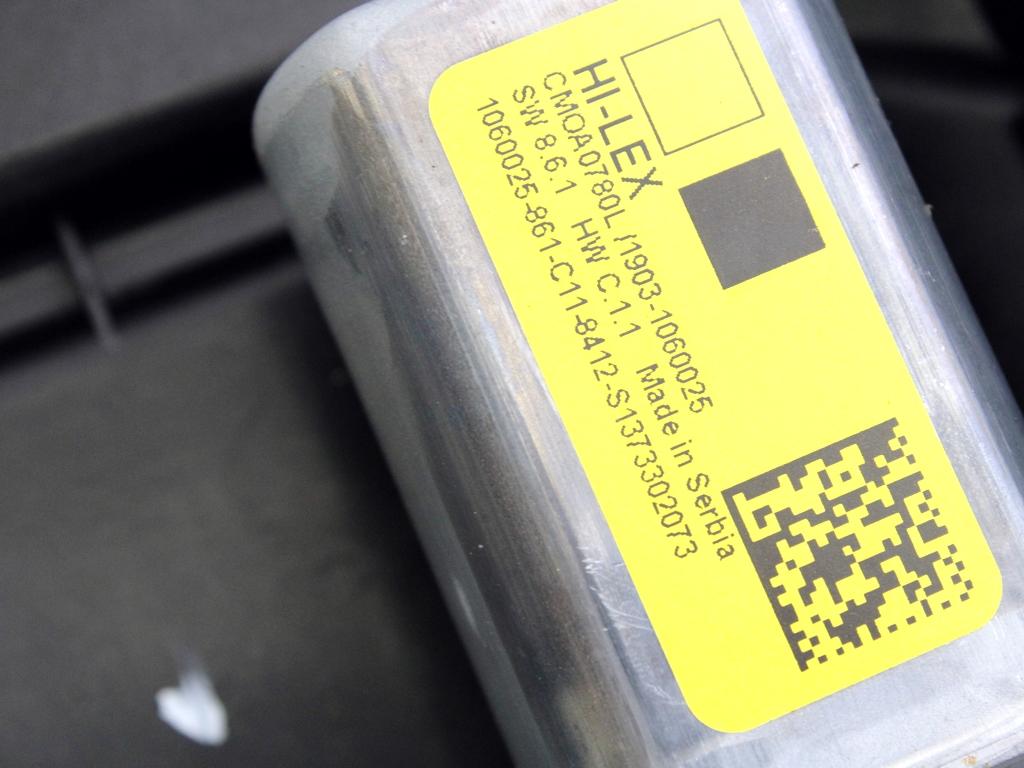 HI-LEX
CMOA0780L /1903-1060025
SW 8.6.1 HW C.1.1 Made in Serbia
1060025-861-C11-8412-S1373302073